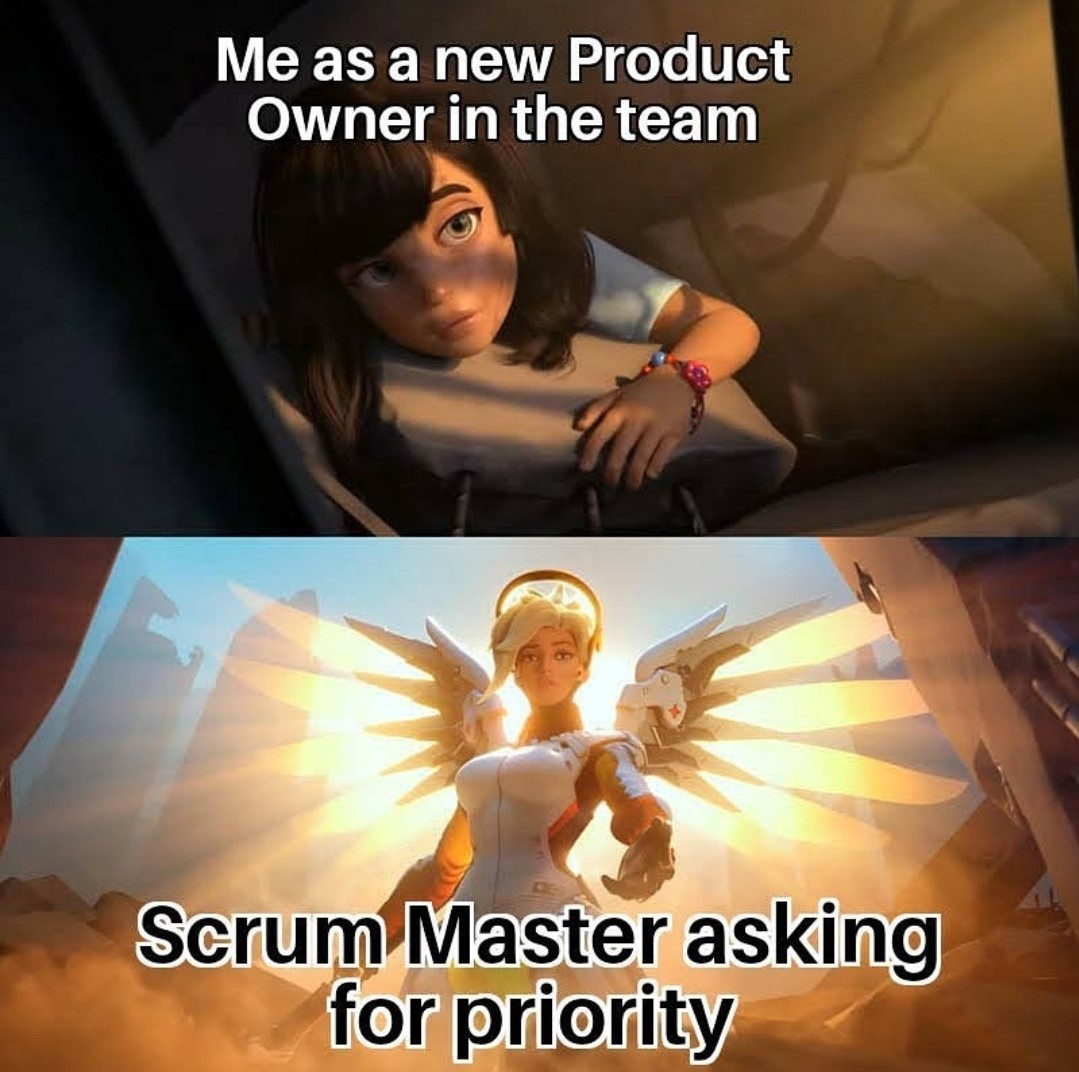 Me as a new Product
Owner in the team
Scrum Master asking
for priority